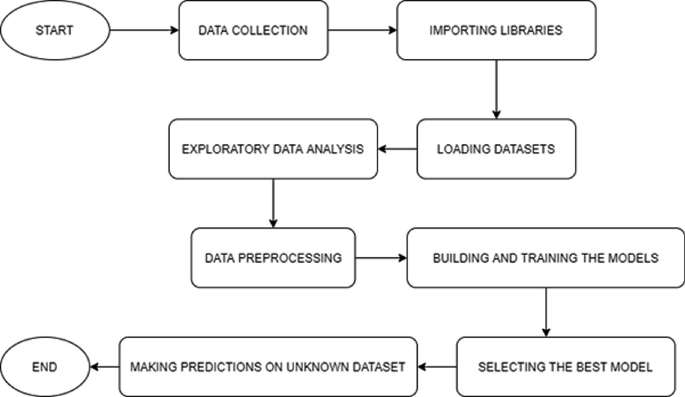 START
DATA COLLECTION
IMPORTING LIBRARIES
LOADING DATASETS
EXPLORATORY DATA ANALYSIS
DATA PREPROCESSING
BUILDING AND TRAINING THE MODELS
SELECTING THE BEST MODEL
MAKING PREDICTIONS ON UNKNOWN DATASET
END